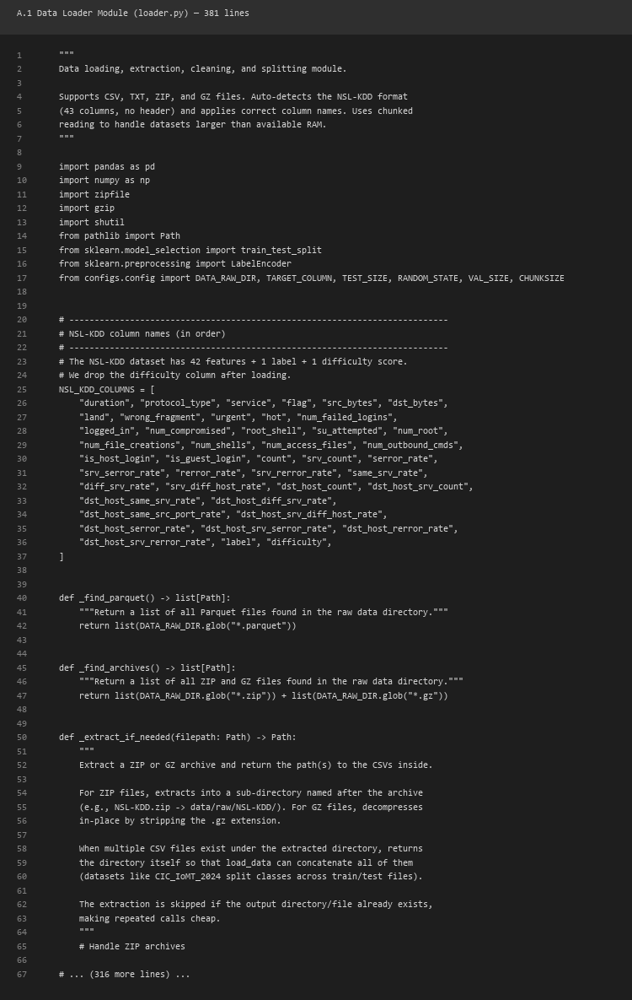 A.1 Data Loader Module (loader.py) — 381 lines
1 """
2 Data loading, extraction, cleaning, and splitting module.
3
4 Supports CSV, TXT, ZIP, and GZ files. Auto-detects the NSL-KDD format
5 (43 columns, no header) and applies correct column names. Uses chunked
6 reading to handle datasets larger than available RAM.
7 """
8
9 import pandas as pd
10 import numpy as np
11 import zipfile
12 import gzip
13 import shutil
14 from pathlib import Path
15 from sklearn.model_selection import train_test_split
16 from sklearn.preprocessing import LabelEncoder
17 from configs.config import DATA_RAW_DIR, TARGET_COLUMN, TEST_SIZE, RANDOM_STATE, VAL_SIZE, CHUNKSIZE
18
19
20 # ---------------------------------------------------------------------------
21 # NSL-KDD column names (in order)
22 # ---------------------------------------------------------------------------
23 # The NSL-KDD dataset has 42 features + 1 label + 1 difficulty score.
24 # We drop the difficulty column after loading.
25 NSL_KDD_COLUMNS = [
26     "duration", "protocol_type", "service", "flag", "src_bytes", "dst_bytes",
27     "land", "wrong_fragment", "urgent", "hot", "num_failed_logins",
28     "logged_in", "num_compromised", "root_shell", "su_attempted", "num_root",
29     "num_file_creations", "num_shells", "num_access_files", "num_outbound_cmds",
30     "is_host_login", "is_guest_login", "count", "srv_count", "serror_rate",
31     "srv_serror_rate", "rerror_rate", "srv_rerror_rate", "same_srv_rate",
32     "diff_srv_rate", "srv_diff_host_rate", "dst_host_count", "dst_host_srv_count",
33     "dst_host_same_srv_rate", "dst_host_diff_srv_rate",
34     "dst_host_same_src_port_rate", "dst_host_srv_diff_host_rate",
35     "dst_host_serror_rate", "dst_host_srv_serror_rate", "dst_host_rerror_rate",
36     "dst_host_srv_rerror_rate", "label", "difficulty",
37 ]
38
39
40 def _find_parquet() -> list[Path]:
41     """Return a list of all Parquet files found in the raw data directory."""
42     return list(DATA_RAW_DIR.glob("*.parquet"))
43
44
45 def _find_archives() -> list[Path]:
46     """Return a list of all ZIP and GZ files found in the raw data directory."""
47     return list(DATA_RAW_DIR.glob("*.zip")) + list(DATA_RAW_DIR.glob("*.gz"))
48
49
50 def _extract_if_needed(filepath: Path) -> Path:
51     """
52     Extract a ZIP or GZ archive and return the path(s) to the CSVs inside.
53
54     For ZIP files, extracts into a sub-directory named after the archive
55     (e.g., NSL-KDD.zip -> data/raw/NSL-KDD/). For GZ files, decompresses
56     in-place by stripping the .gz extension.
57
58     When multiple CSV files exist under the extracted directory, returns
59     the directory itself so that load_data can concatenate all of them
60     (datasets like CIC_IoMT_2024 split classes across train/test files).
61
62     The extraction is skipped if the output directory/file already exists,
63     making repeated calls cheap.
64     """
65     # Handle ZIP archives
66
67 # ... (316 more lines) ...